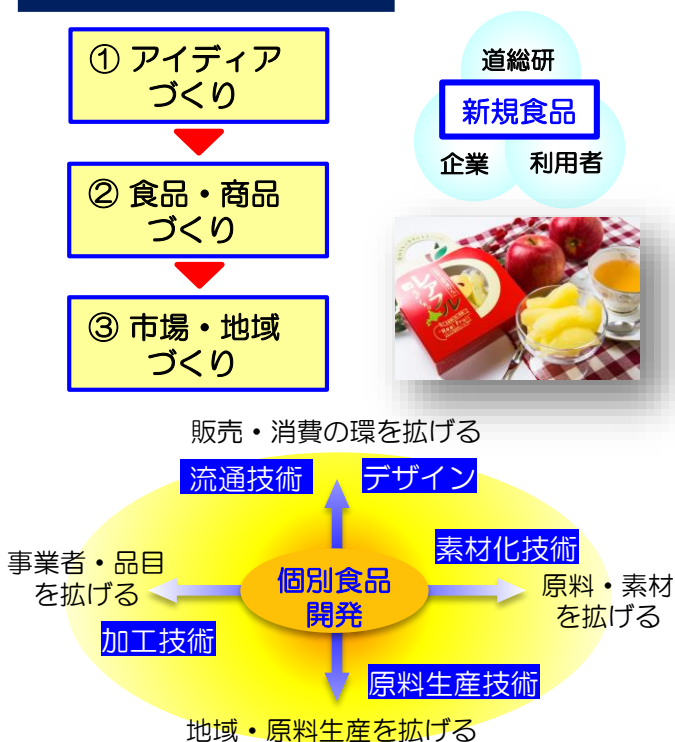 ① アイディア
づくり
② 食品・商品
づくり
③ 市場・地域
づくり
道総研
新規食品
企業
利用者
レアフル
販売・消費の環を拡げる
流通技術
デザイン
素材化技術
事業者・品目
を拡げる
個別食品
開発
原料・素材
を拡げる
加工技術
原料生産技術
地域・原料生産を拡げる